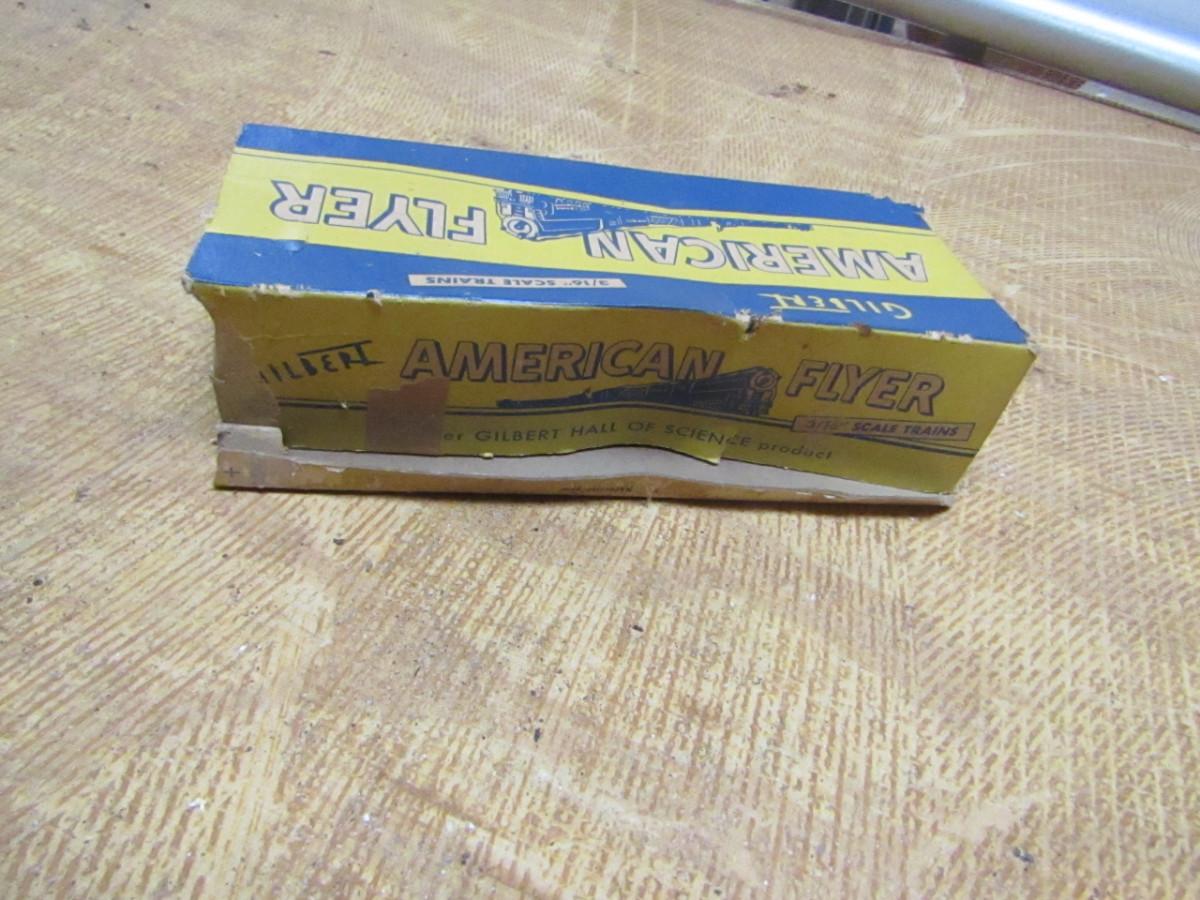 AMERICAN FLYER
GILBERT
3/16" SCALE TRAINS
GILBERT AMERICAN FLYER
3/16" SCALE TRAINS
er GILBERT HALL OF SCIENCE product